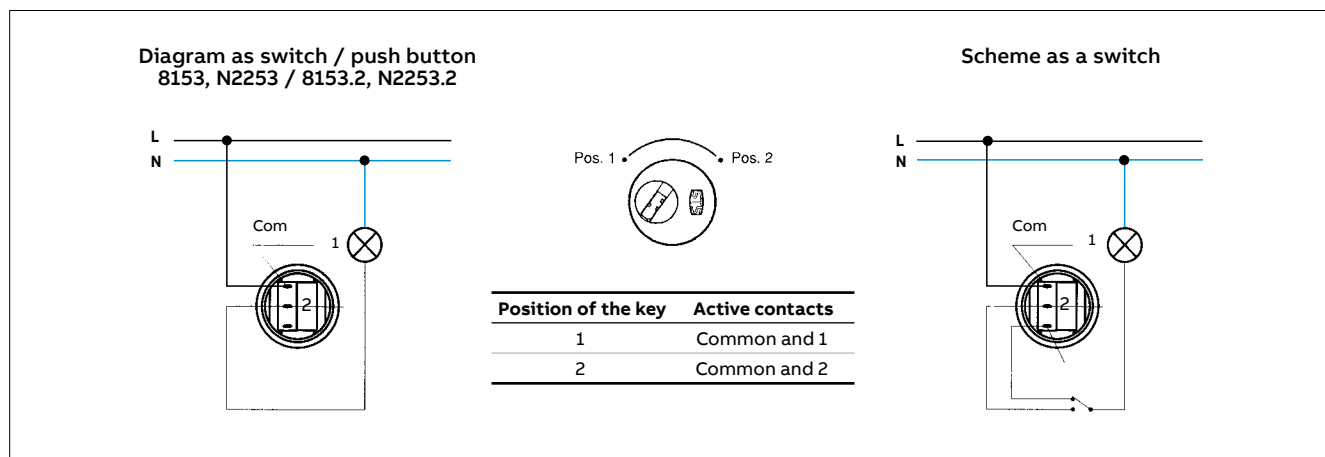 Diagram as switch / push button
8153, N2253 / 8153.2, N2253.2
L
N
Com
1
2
Pos. 1
Pos. 2
Position of the key Active contacts
1 Common and 1
2 Common and 2
Scheme as a switch
L
N
Com
1
2